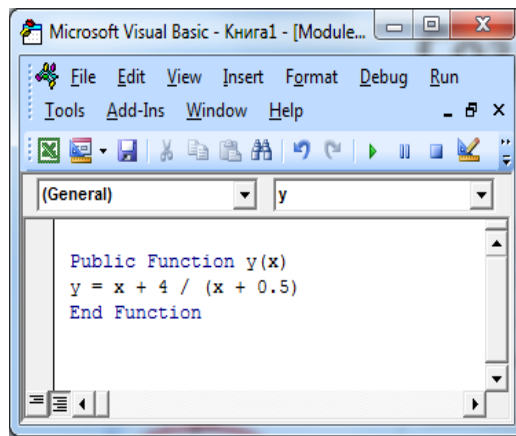 Microsoft Visual Basic - Книга1 - [Module...
File Edit View Insert Format Debug Run
Tools Add-Ins Window Help
(General) y
Public Function y(x)
y = x + 4 / (x + 0.5)
End Function